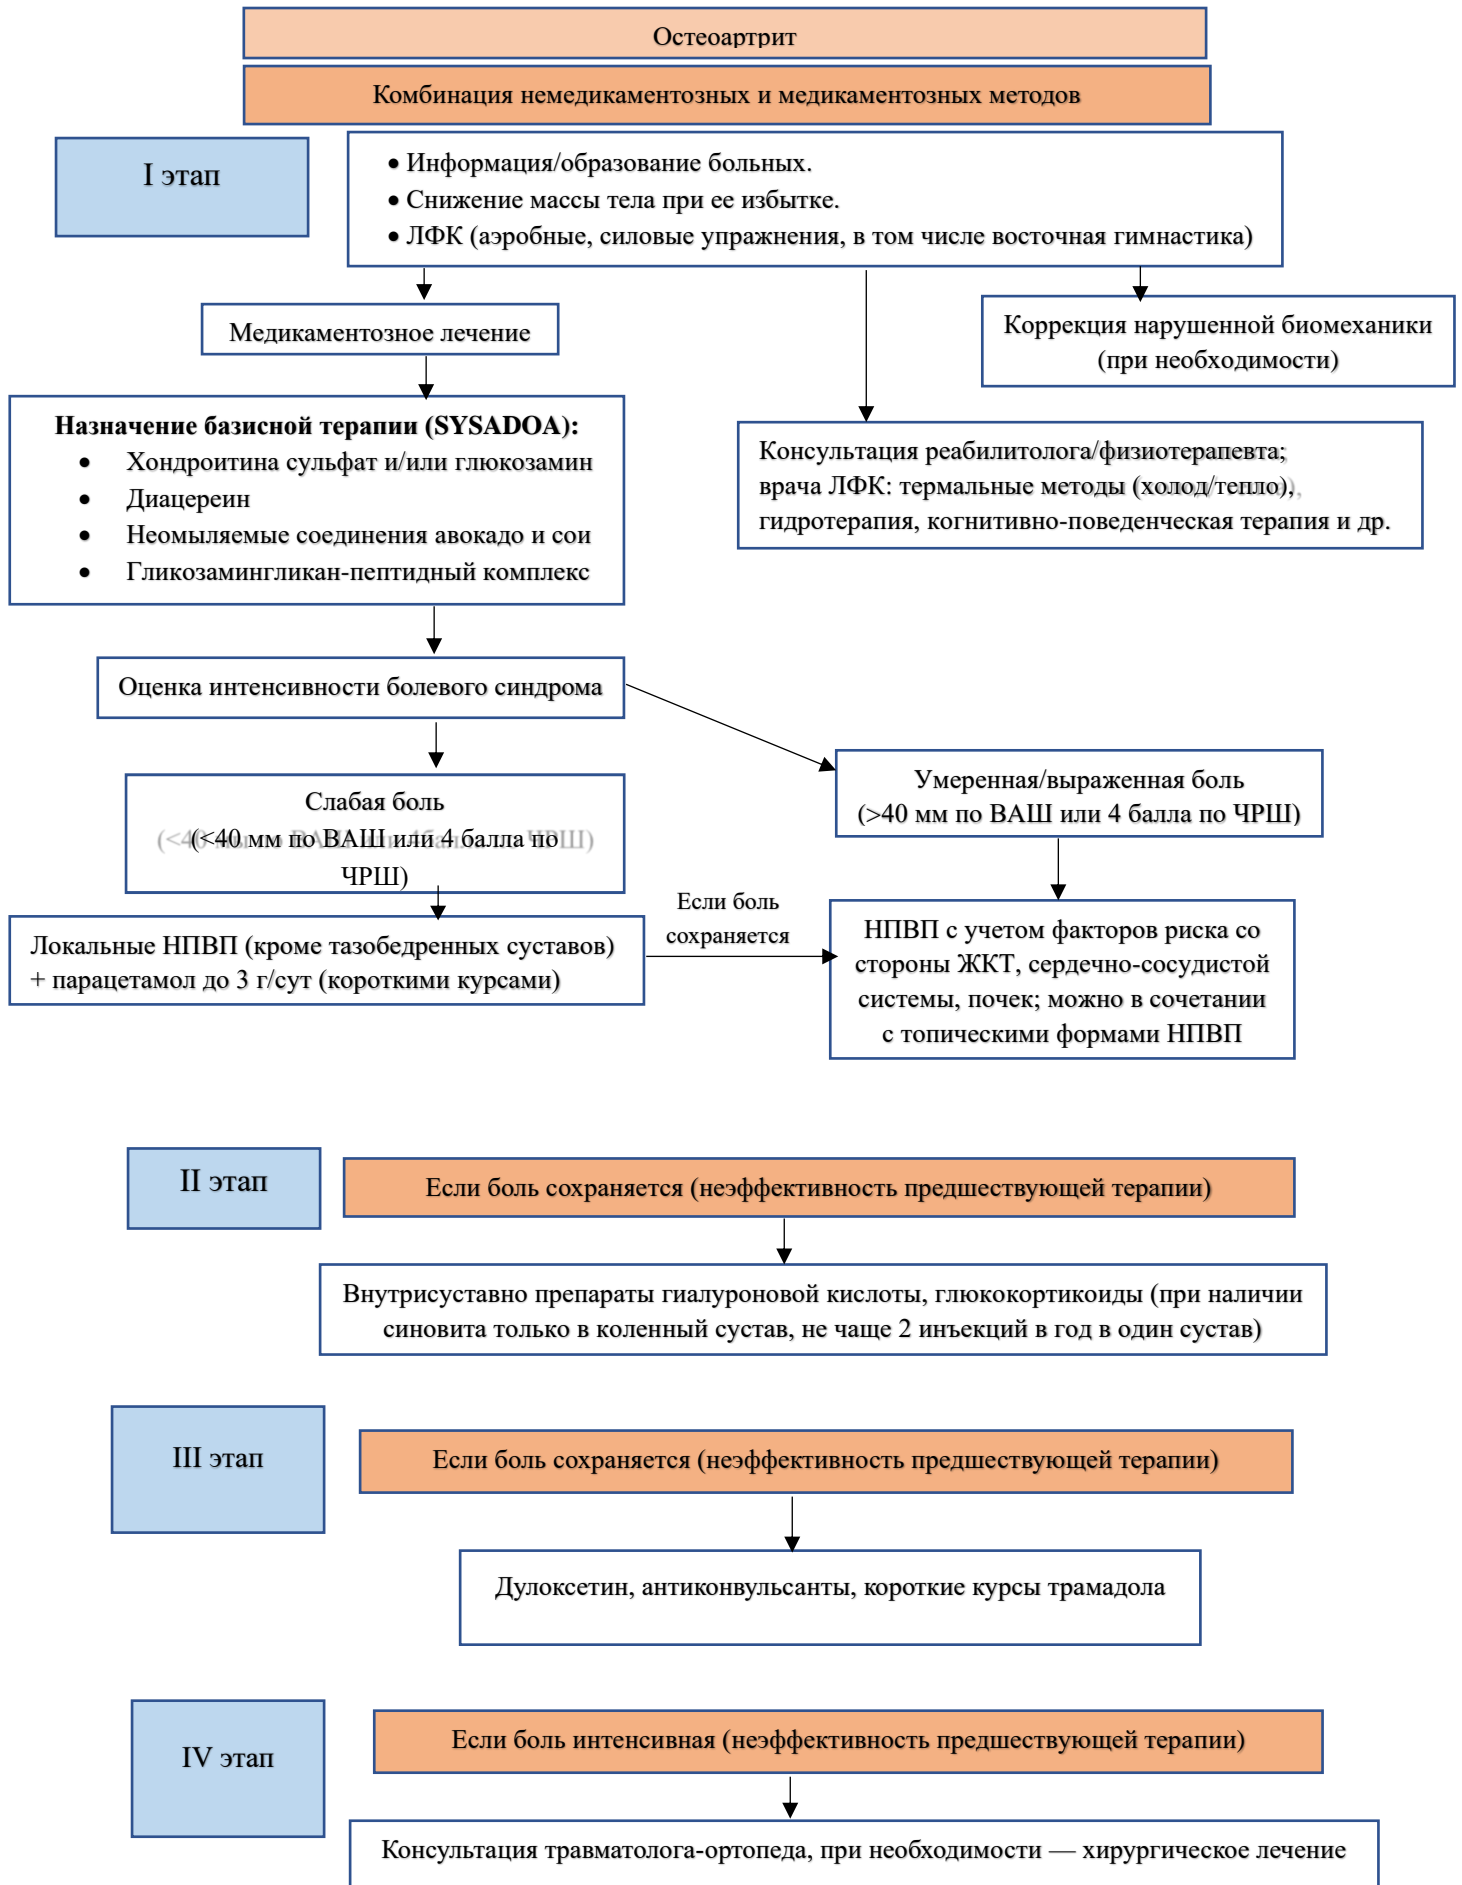 Остеоартрит
Комбинация немедикаментозных и медикаментозных методов
I этап
• Информация/образование больных.
• Снижение массы тела при ее избытке.
• ЛФК (аэробные, силовые упражнения, в том числе восточная гимнастика)
Медикаментозное лечение
Коррекция нарушенной биомеханики
(при необходимости)
Назначение базисной терапии (SYSADOA):
• Хондроитина сульфат и/или глюкозамин
• Диацереин
• Неомыляемые соединения авокадо и сои
• Гликозамингликан-пептидный комплекс
Консультация реабилитолога/физиотерапевта;
врача ЛФК: термальные методы (холод/тепло),
гидротерапия, когнитивно-поведенческая терапия и др.
Оценка интенсивности болевого синдрома
Слабая боль
(<40 мм по ВАШ или 4 балла по
ЧРШ)
Умеренная/выраженная боль
(>40 мм по ВАШ или 4 балла по ЧРШ)
Локальные НПВП (кроме тазобедренных суставов)
+ парацетамол до 3 г/сут (короткими курсами)
Если боль
сохраняется
НПВП с учетом факторов риска со
стороны ЖКТ, сердечно-сосудистой
системы, почек; можно в сочетании
с топическими формами НПВП
II этап
Если боль сохраняется (неэффективность предшествующей терапии)
Внутрисуставно препараты гиалуроновой кислоты, глюкокортикоиды (при наличии
синовита только в коленный сустав, не чаще 2 инъекций в год в один сустав)
III этап
Если боль сохраняется (неэффективность предшествующей терапии)
Дулоксетин, антиконвульсанты, короткие курсы трамадола
IV этап
Если боль интенсивная (неэффективность предшествующей терапии)
Консультация травматолога-ортопеда, при необходимости — хирургическое лечение